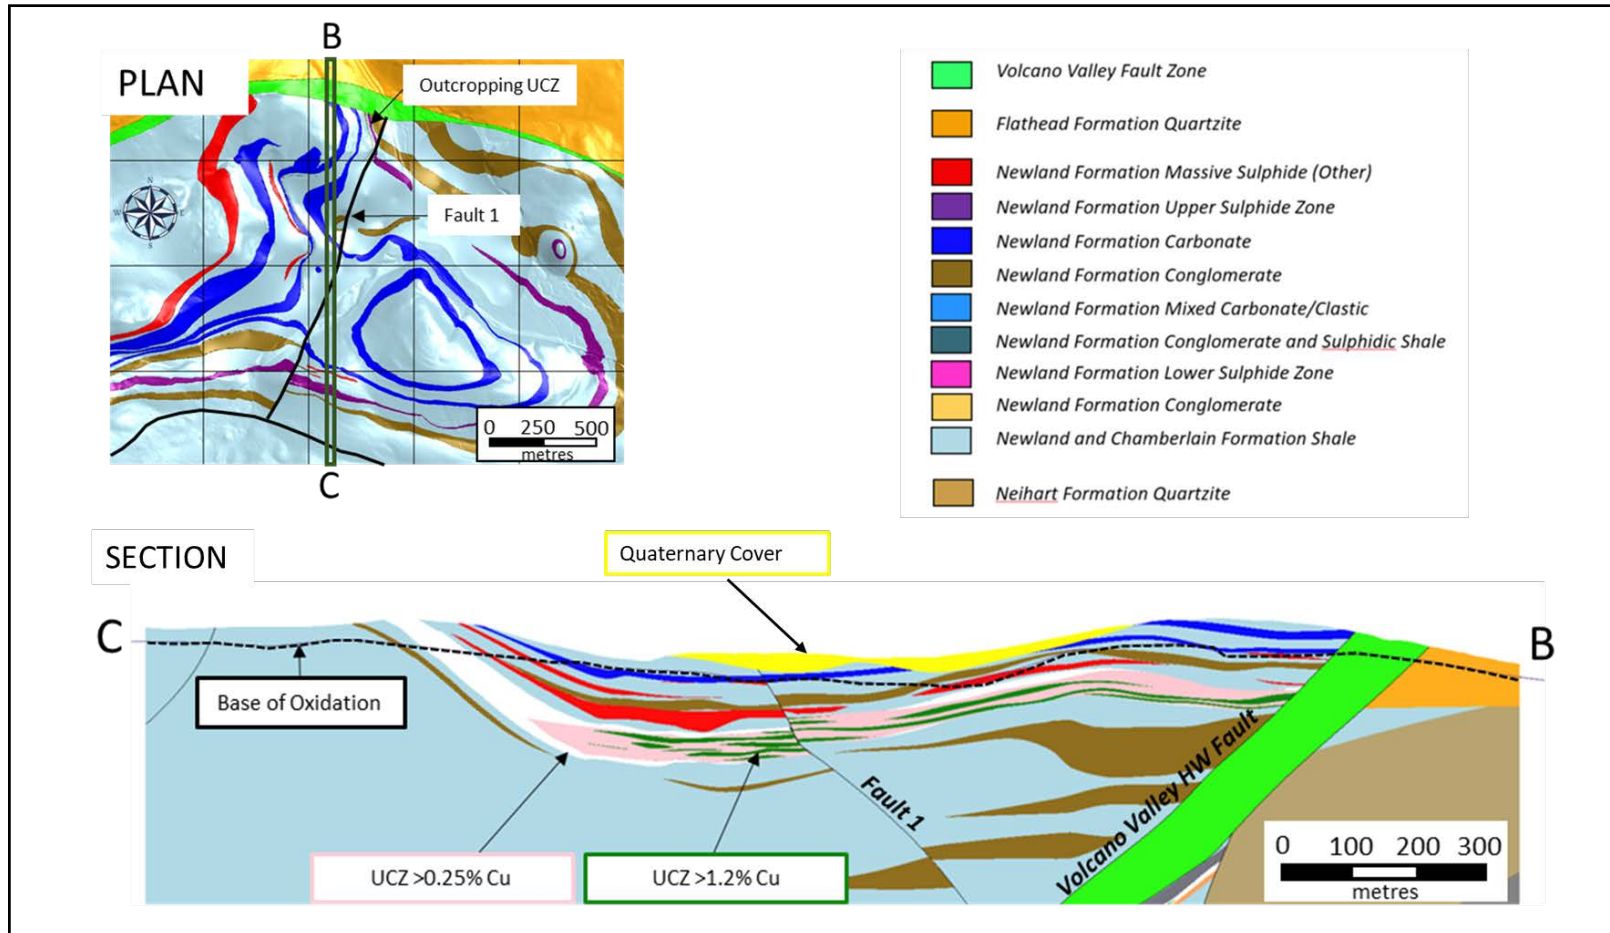 B
PLAN
Outcropping UCZ
N
W E
S
Fault 1
0 250 500
metres
C
Volcano Valley Fault Zone
Flathead Formation Quartzite
Newland Formation Massive Sulphide (Other)
Newland Formation Upper Sulphide Zone
Newland Formation Carbonate
Newland Formation Conglomerate
Newland Formation Mixed Carbonate/Clastic
Newland Formation Conglomerate and Sulphidic Shale
Newland Formation Lower Sulphide Zone
Newland Formation Conglomerate
Newland and Chamberlain Formation Shale
Neihart Formation Quartzite
SECTION
Quaternary Cover
C
B
Base of Oxidation
Fault 1
Volcano Valley HW Fault
UCZ >0.25% Cu
UCZ >1.2% Cu
0 100 200 300
metres